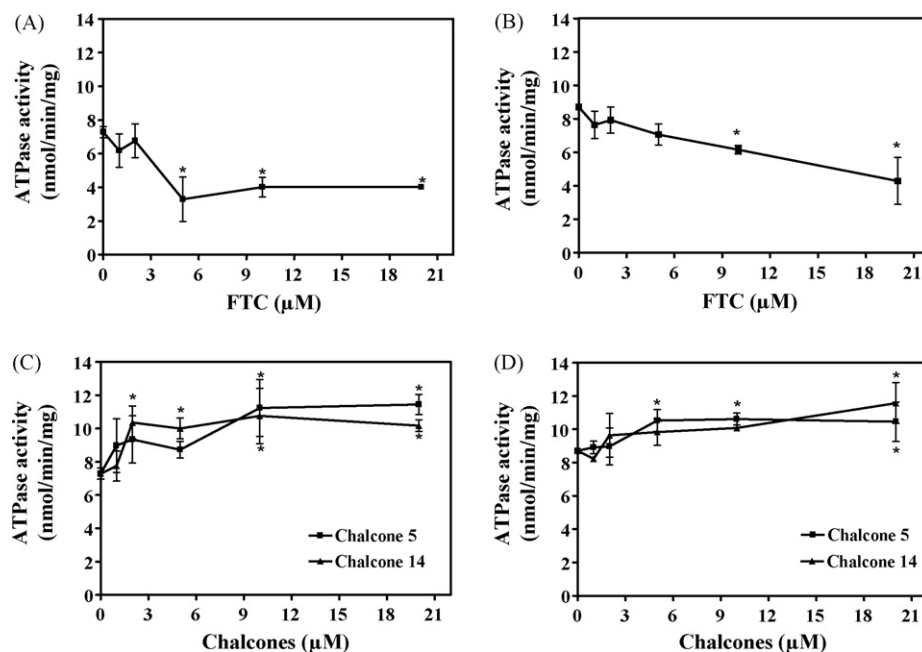 (A)
ATPase activity
(nmol/min/mg)
14
12
10
8
6
4
2
0
*
*
*
0 3 6 9 12 15 18 21
FTC (μM)
(B)
ATPase activity
(nmol/min/mg)
14
12
10
8
6
4
2
0
*
*
0 3 6 9 12 15 18 21
FTC (μM)
(C)
ATPase activity
(nmol/min/mg)
14
12
10
8
6
4
2
0
*
*
*
*
*
*
Chalcone 5
Chalcone 14
0 3 6 9 12 15 18 21
Chalcones (μM)
(D)
ATPase activity
(nmol/min/mg)
14
12
10
8
6
4
2
0
*
*
*
*
Chalcone 5
Chalcone 14
0 3 6 9 12 15 18 21
Chalcones (μM)